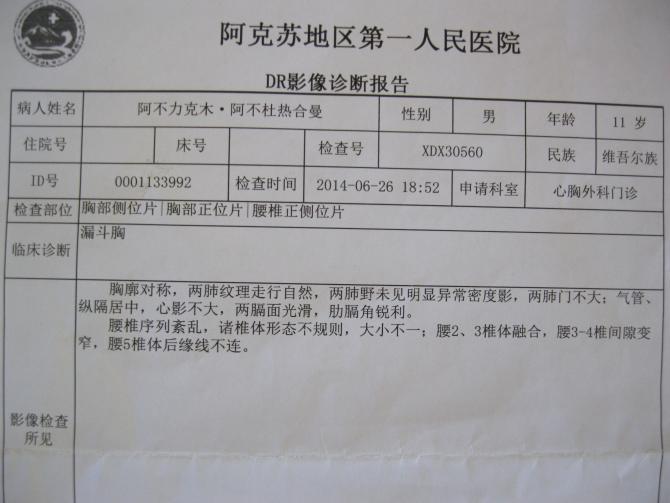 阿克苏地区第一人民医院
DR影像诊断报告
病人姓名 阿不力克木·阿不杜热合曼 性别 男 年龄 11 岁
住院号 床号 检查号 XDX30560 民族 维吾尔族
ID号 0001133992 检查时间 2014-06-26 18:52 申请科室 心胸外科门诊
检查部位 胸部侧位片|胸部正位片|腰椎正侧位片
临床诊断 漏斗胸
胸廓对称，两肺纹理走行自然，两肺野未见明显异常密度影，两肺门不大；气管、
纵隔居中，心影不大，两膈面光滑，肋膈角锐利。
腰椎序列紊乱，诸椎体形态不规则，大小不一；腰2、3椎体融合，腰3-4椎间隙变
窄，腰5椎体后缘线不连。
影像检查
所见